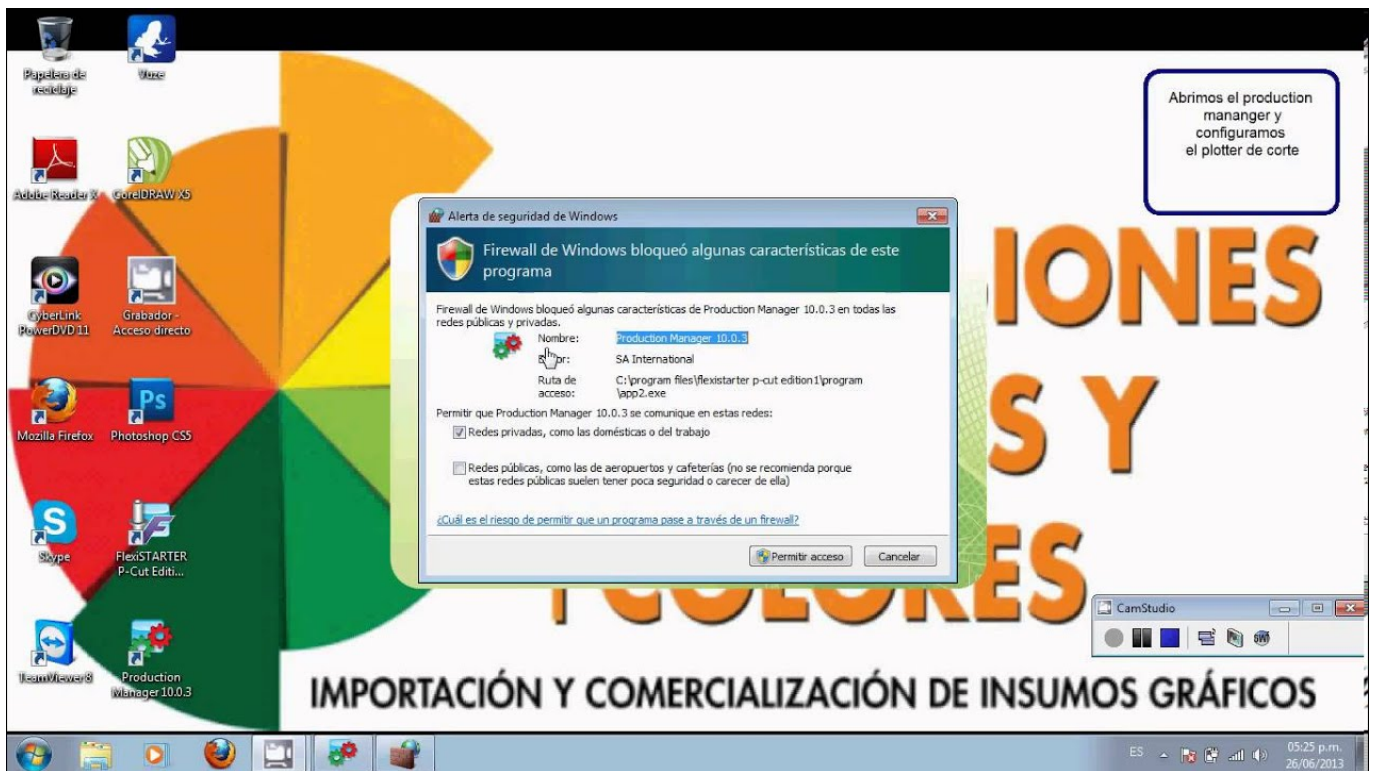 Papelera de
reciclaje
Vuze
Adobe Reader X
CorelDRAW X5
CyberLink
PowerDVD 11
Grabador -
Acceso directo
Mozilla Firefox
Ps
Photoshop CS5
Skype
FlexiSTARTER
P-Cut Editi...
TeamViewer 8
Production
Manager 10.0.3
Abrimos el production
mananger y
configuramos
el plotter de corte
IONES
S Y
COLORES
IMPORTACIÓN Y COMERCIALIZACIÓN DE INSUMOS GRÁFICOS
Alerta de seguridad de Windows
Firewall de Windows bloqueó algunas características de este
programa
Firewall de Windows bloqueó algunas características de Production Manager 10.0.3 en todas las
redes públicas y privadas.
Nombre: Production Manager 10.0.3
SA International
Ruta de C:\program files\flexistarter p-cut edition1\program
acceso: \app2.exe
Permitir que Production Manager 10.0.3 se comunique en estas redes:
Redes privadas, como las domésticas o del trabajo
Redes públicas, como las de aeropuertos y cafeterías (no se recomienda porque
estas redes públicas suelen tener poca seguridad o carecer de ella)
¿Cuál es el riesgo de permitir que un programa pase a través de un firewall?
Permitir acceso Cancelar
CamStudio
ES
05:25 p.m.
26/06/2013